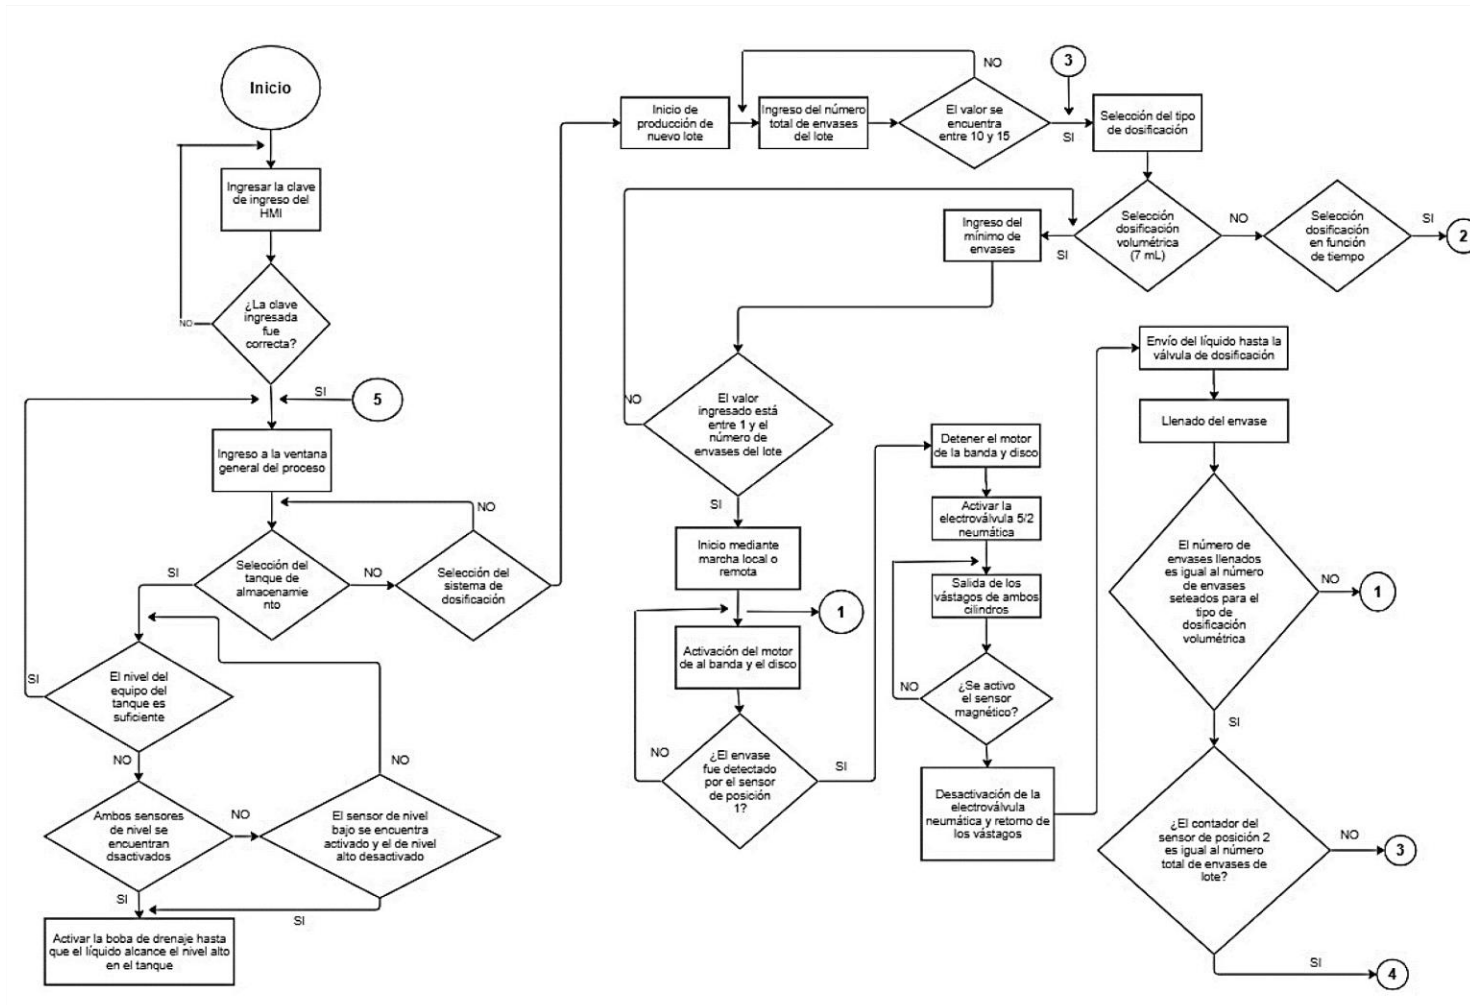 Inicio
Ingresar la clave
de ingreso del
HMI
¿La clave
ingresada
fue
correcta?
NO
SI
5
Ingreso a la ventana
general del proceso
NO
Selección del
tanque de
almacenamie
nto
SI
NO
Selección del
sistema de
dosificación
El nivel del
equipo del
tanque es
suficiente
SI
NO
Ambos sensores
de nivel se
encuentran
dsactivados
NO
El sensor de nivel
bajo se encuentra
activado y el de nivel
alto desactivado
NO
SI
SI
Activar la boba de drenaje hasta
que el líquido alcance el nivel alto
en el tanque
Inicio de
producción de
nuevo lote
Ingreso del número
total de envases
del lote
El valor se
encuentra
entre 10 y 15
NO
SI
3
Selección del tipo
de dosificación
Selección
dosificación
volumétrica
(7 mL)
NO
Selección
dosificación
en función
de tiempo
SI
2
SI
Ingreso del
mínimo de
envases
El valor
ingresado está
entre 1 y el
número de
envases del lote
NO
SI
Inicio mediante
marcha local o
remota
1
Activación del motor
de al banda y el disco
¿El envase
fue detectado
por el sensor
de posición
1?
NO
SI
Detener el motor
de la banda y disco
Activar la
electroválvula 5/2
neumática
Salida de los
vástagos de ambos
cilindros
¿Se activo
el sensor
magnético?
NO
Desactivación de la
electroválvula
neumática y retorno de
los vástagos
Envío del líquido hasta la
válvula de dosificación
Llenado del envase
El número de
envases llenados
es igual al número
de envases
seteados para el
tipo de
dosificación
volumétrica
NO
1
SI
¿El contador del
sensor de posición 2
es igual al número
total de envases de
lote?
NO
3
SI
4